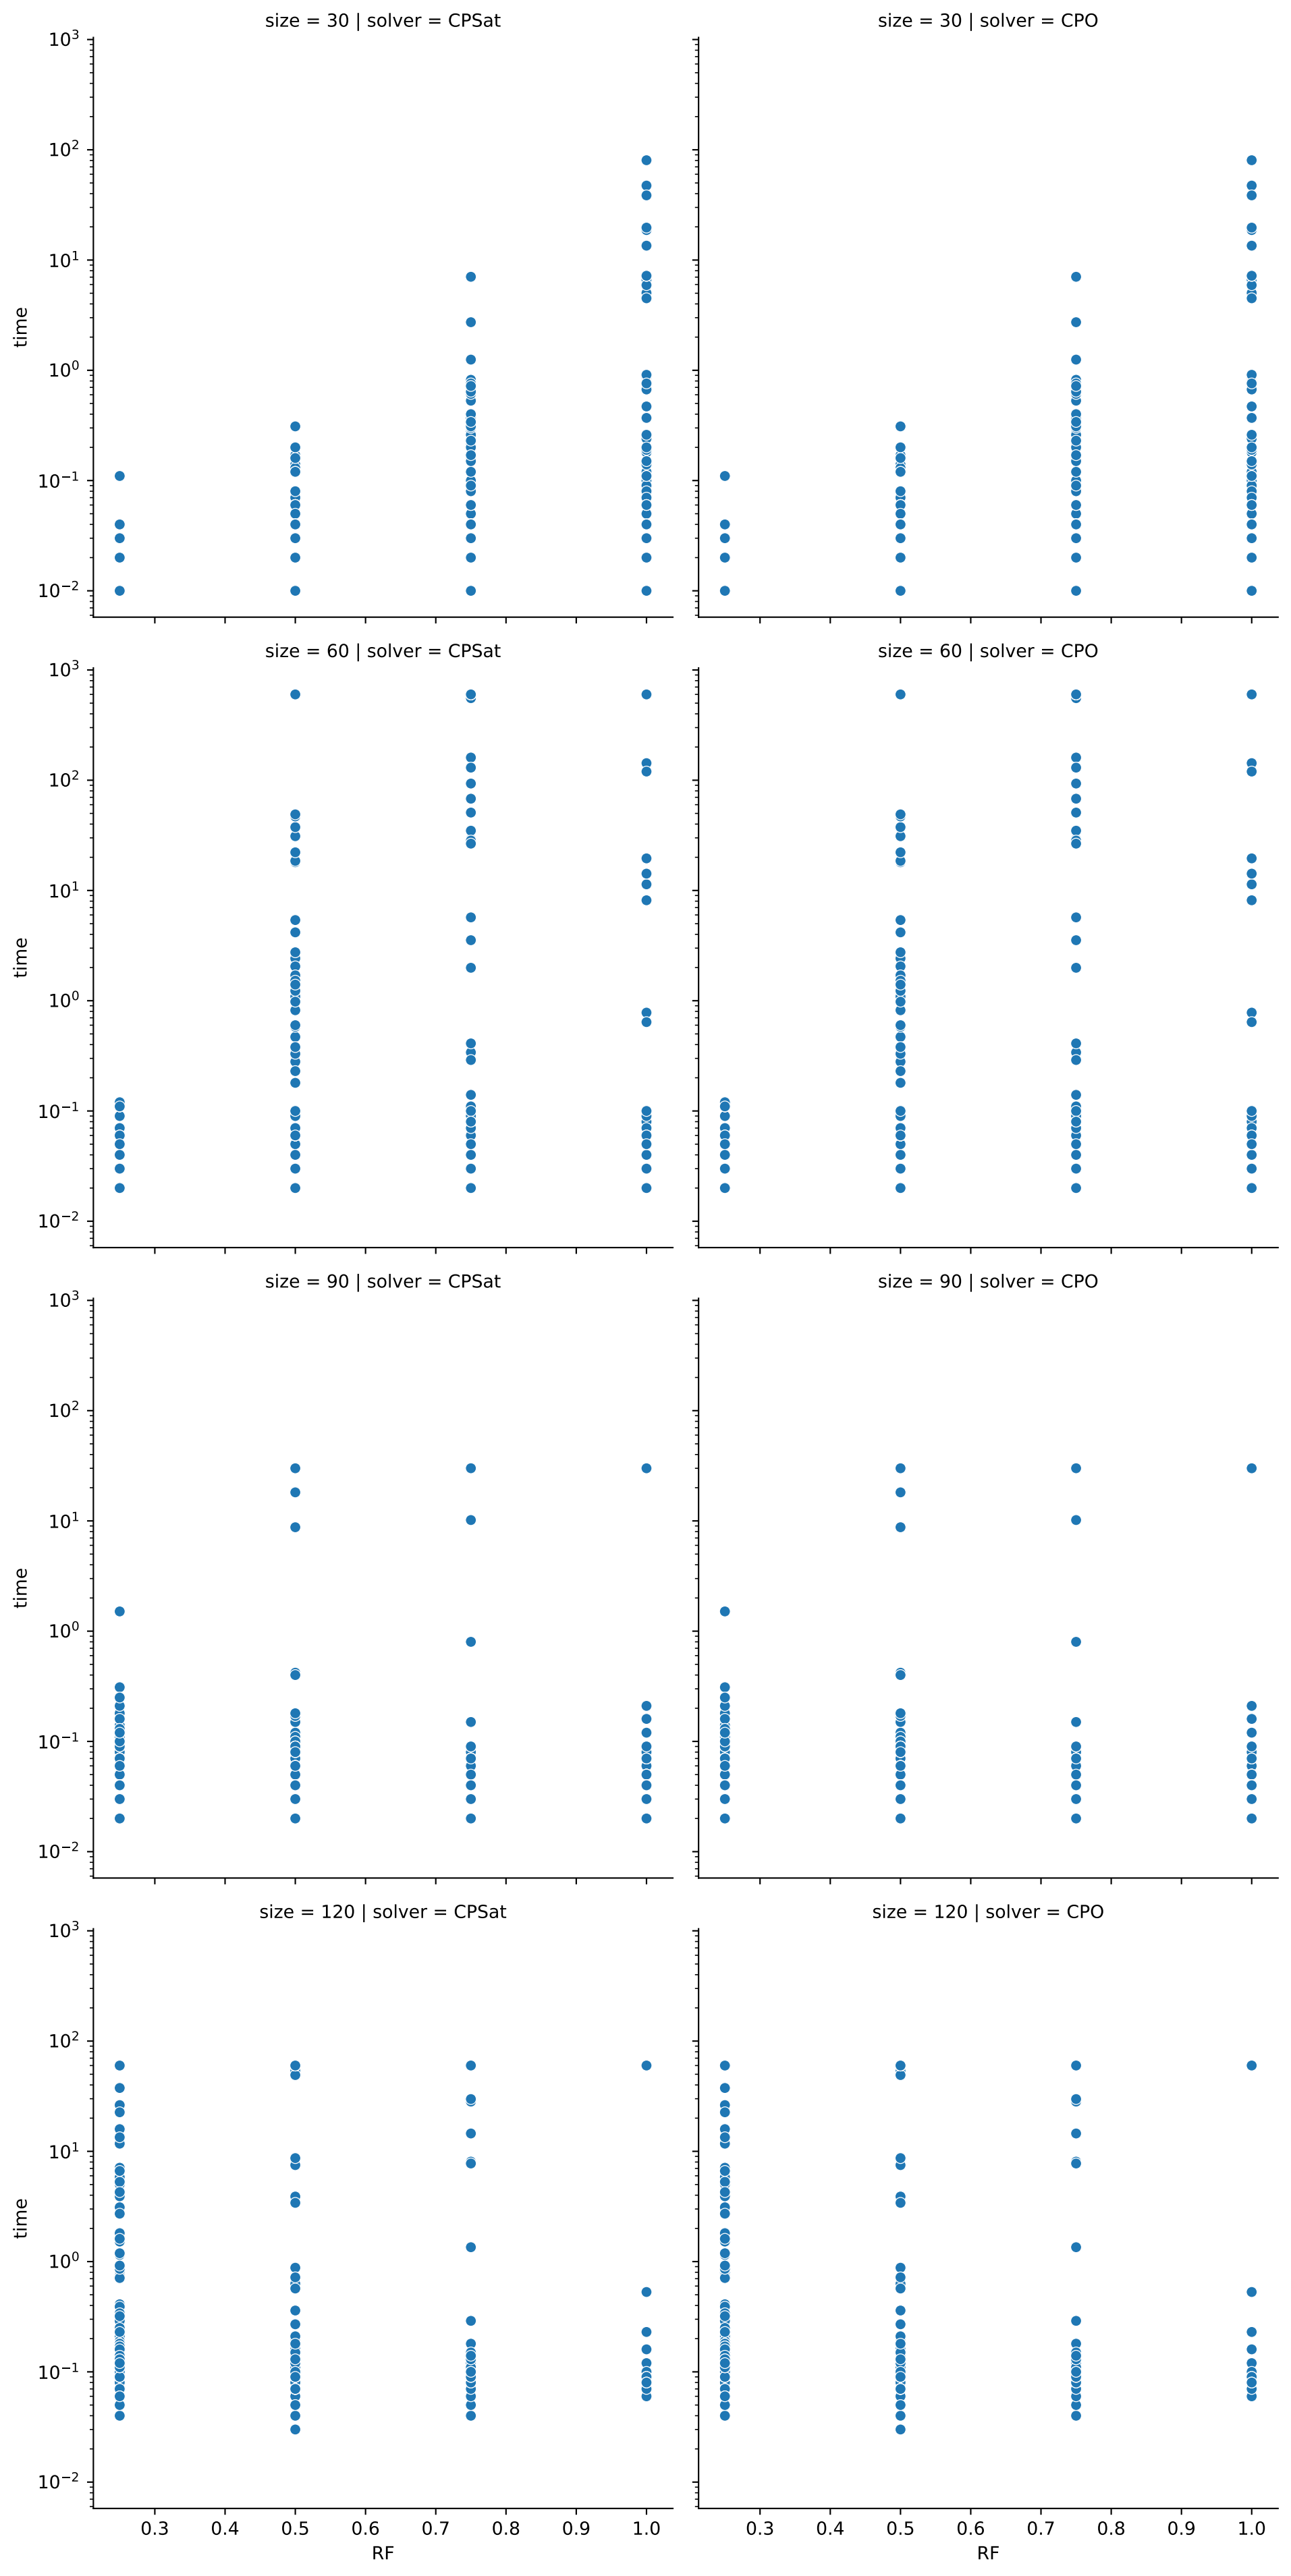 size = 30 | solver = CPSat
size = 30 | solver = CPO
10³
10²
10¹
10⁰
10⁻¹
10⁻²
time
size = 60 | solver = CPSat
size = 60 | solver = CPO
10³
10²
10¹
10⁰
10⁻¹
10⁻²
time
size = 90 | solver = CPSat
size = 90 | solver = CPO
10³
10²
10¹
10⁰
10⁻¹
10⁻²
time
size = 120 | solver = CPSat
size = 120 | solver = CPO
10³
10²
10¹
10⁰
10⁻¹
10⁻²
time
0.3 0.4 0.5 0.6 0.7 0.8 0.9 1.0
RF
0.3 0.4 0.5 0.6 0.7 0.8 0.9 1.0
RF